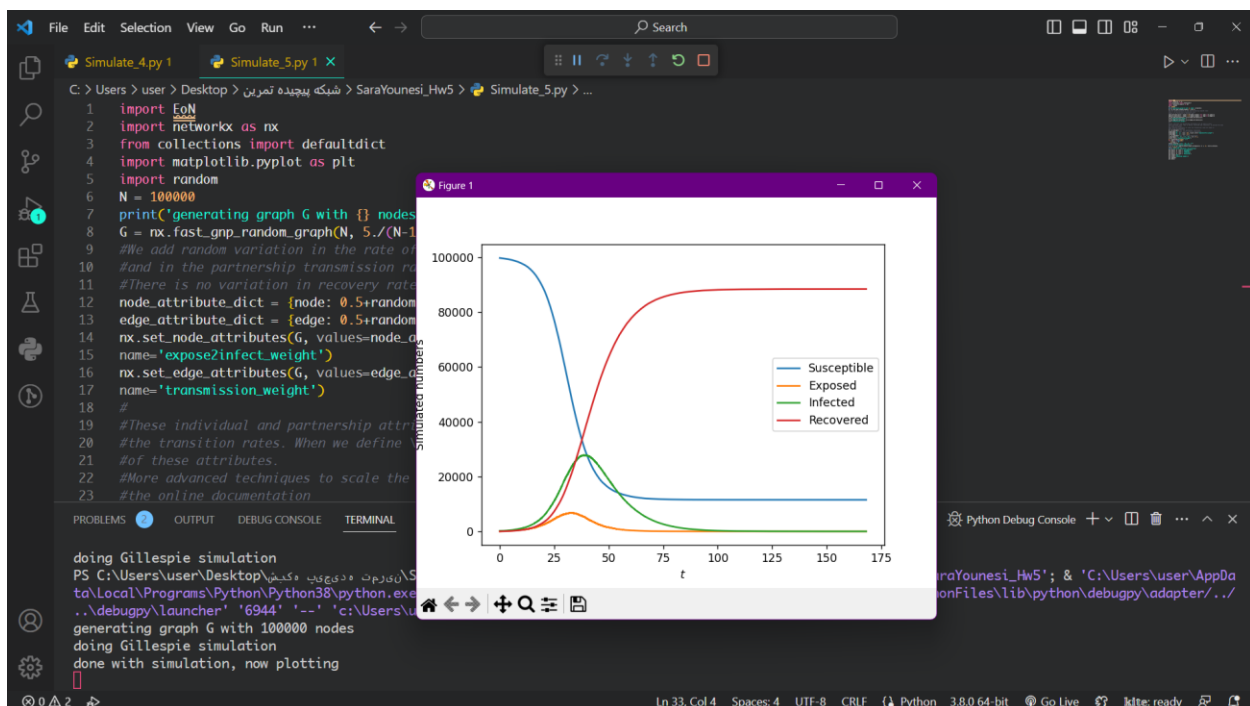 File Edit Selection View Go Run ··· ← → Search
Simulate_4.py 1 Simulate_5.py 1 ×
C: > Users > user > Desktop > شبکه پیچیده تمرین > SaraYounesi_Hw5 > Simulate_5.py > ...
1 import EoN
2 import networkx as nx
3 from collections import defaultdict
4 import matplotlib.pyplot as plt
5 import random
6 N = 100000
7 print('generating graph G with {} nodes
8 G = nx.fast_gnp_random_graph(N, 5./(N-1
9 #We add random variation in the rate of
10 #and in the partnership transmission ra
11 #There is no variation in recovery rate
12 node_attribute_dict = {node: 0.5+random
13 edge_attribute_dict = {edge: 0.5+random
14 nx.set_node_attributes(G, values=node_a
15 name='expose2infect_weight')
16 nx.set_edge_attributes(G, values=edge_a
17 name='transmission_weight')
18 #
19 #These individual and partnership attri
20 #the transition rates. When we define
21 #of these attributes.
22 #More advanced techniques to scale the
23 #the online documentation
Figure 1
100000
80000
60000
40000
20000
0
Simulated numbers
0 25 50 75 100 125 150 175
t
Susceptible
Exposed
Infected
Recovered
PROBLEMS 2 OUTPUT DEBUG CONSOLE TERMINAL Python Debug Console
doing Gillespie simulation
PS C:\Users\user\Desktop\
raYounesi_Hw5'; & 'C:\Users\user\AppDa
ta\Local\Programs\Python\Python38\python.exe
onFiles\lib\python\debugpy\adapter/../
..\debugpy\launcher' '6944' '--' 'c:\Users\u
generating graph G with 100000 nodes
doing Gillespie simulation
done with simulation, now plotting
0 2 Ln 33, Col 4 Spaces: 4 UTF-8 CRLF Python 3.8.0 64-bit Go Live kite: ready